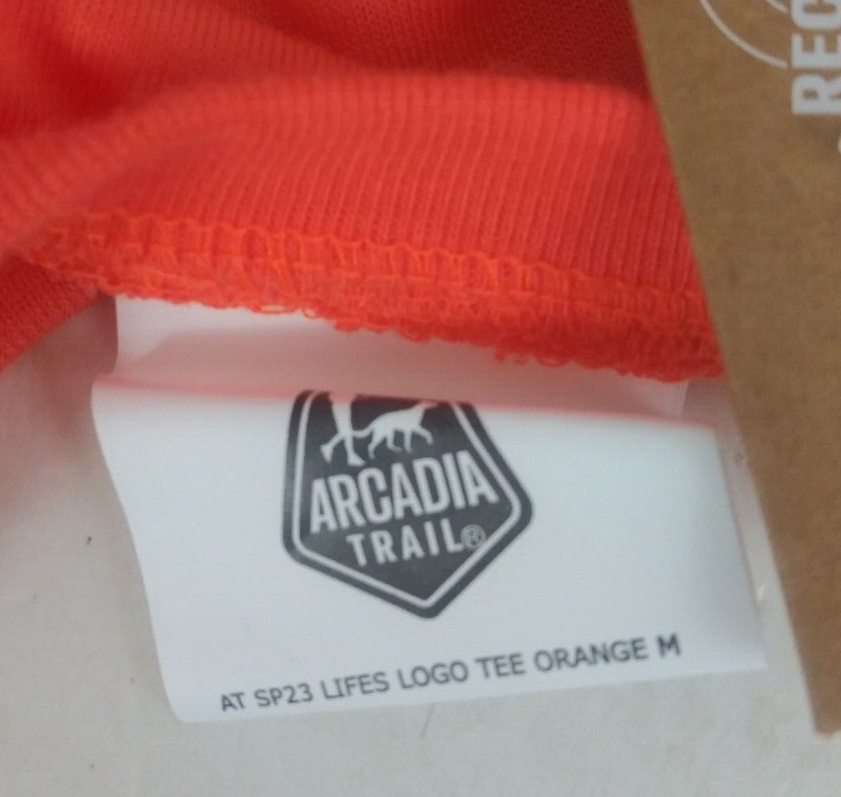 ARCADIA
TRAIL®
AT SP23 LIFES LOGO TEE ORANGE M